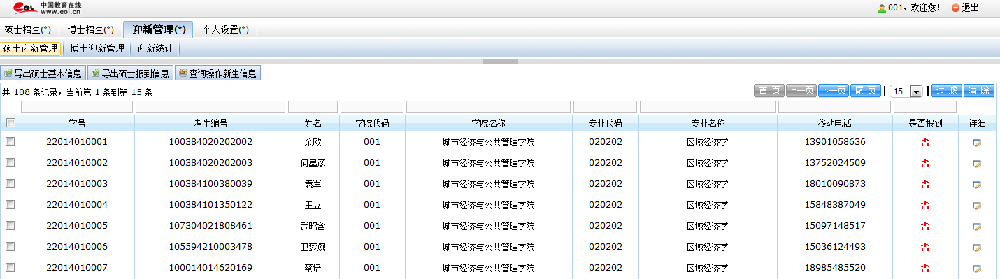 eol 中国教育在线
www.eol.cn
001，欢迎您! 退出
硕士招生(*) 博士招生(*) 迎新管理(*) 个人设置(*)
硕士迎新管理 博士迎新管理 迎新统计
导出硕士基本信息 导出硕士报到信息 查询操作新生信息
共 108 条记录，当前第 1 条到第 15 条。 首 页 上一页 下一页 尾 页 15 过 滤 清 除
学号 考生编号 姓名 学院代码 学院名称 专业代码 专业名称 移动电话 是否报到 详细
22014010001 100384020202002 余欧 001 城市经济与公共管理学院 020202 区域经济学 13901058636 否
22014010002 100384020202003 何晶彦 001 城市经济与公共管理学院 020202 区域经济学 13752024509 否
22014010003 100384100380039 袁军 001 城市经济与公共管理学院 020202 区域经济学 18010090873 否
22014010004 100384101350122 王立 001 城市经济与公共管理学院 020202 区域经济学 15848387049 否
22014010005 107304021808461 武昭含 001 城市经济与公共管理学院 020202 区域经济学 15097148517 否
22014010006 105594210003478 卫梦婉 001 城市经济与公共管理学院 020202 区域经济学 15036124493 否
22014010007 100014014620169 蔡培 001 城市经济与公共管理学院 020202 区域经济学 18985485520 否